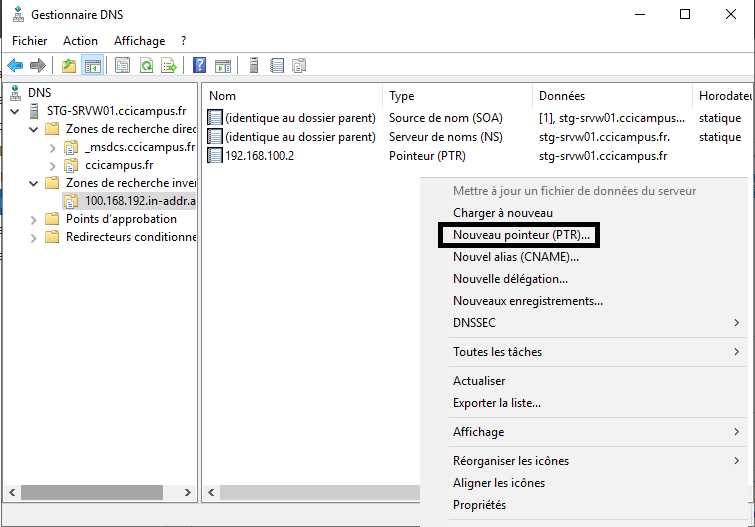 Gestionnaire DNS
Fichier Action Affichage ?
DNS
STG-SRVW01.ccicampus.fr
Zones de recherche direc
_msdcs.ccicampus.fr
ccicampus.fr
Zones de recherche inver
100.168.192.in-addr.a
Points d'approbation
Redirecteurs conditionne
Nom Type Données Horodateu
(identique au dossier parent) Source de nom (SOA) [1], stg-srvw01.ccicampus... statique
(identique au dossier parent) Serveur de noms (NS) stg-srvw01.ccicampus.fr. statique
192.168.100.2 Pointeur (PTR) stg-srvw01.ccicampus.fr
Mettre à jour un fichier de données du serveur
Charger à nouveau
Nouveau pointeur (PTR)...
Nouvel alias (CNAME)...
Nouvelle délégation...
Nouveaux enregistrements...
DNSSEC
Toutes les tâches
Actualiser
Exporter la liste...
Affichage
Réorganiser les icônes
Aligner les icônes
Propriétés